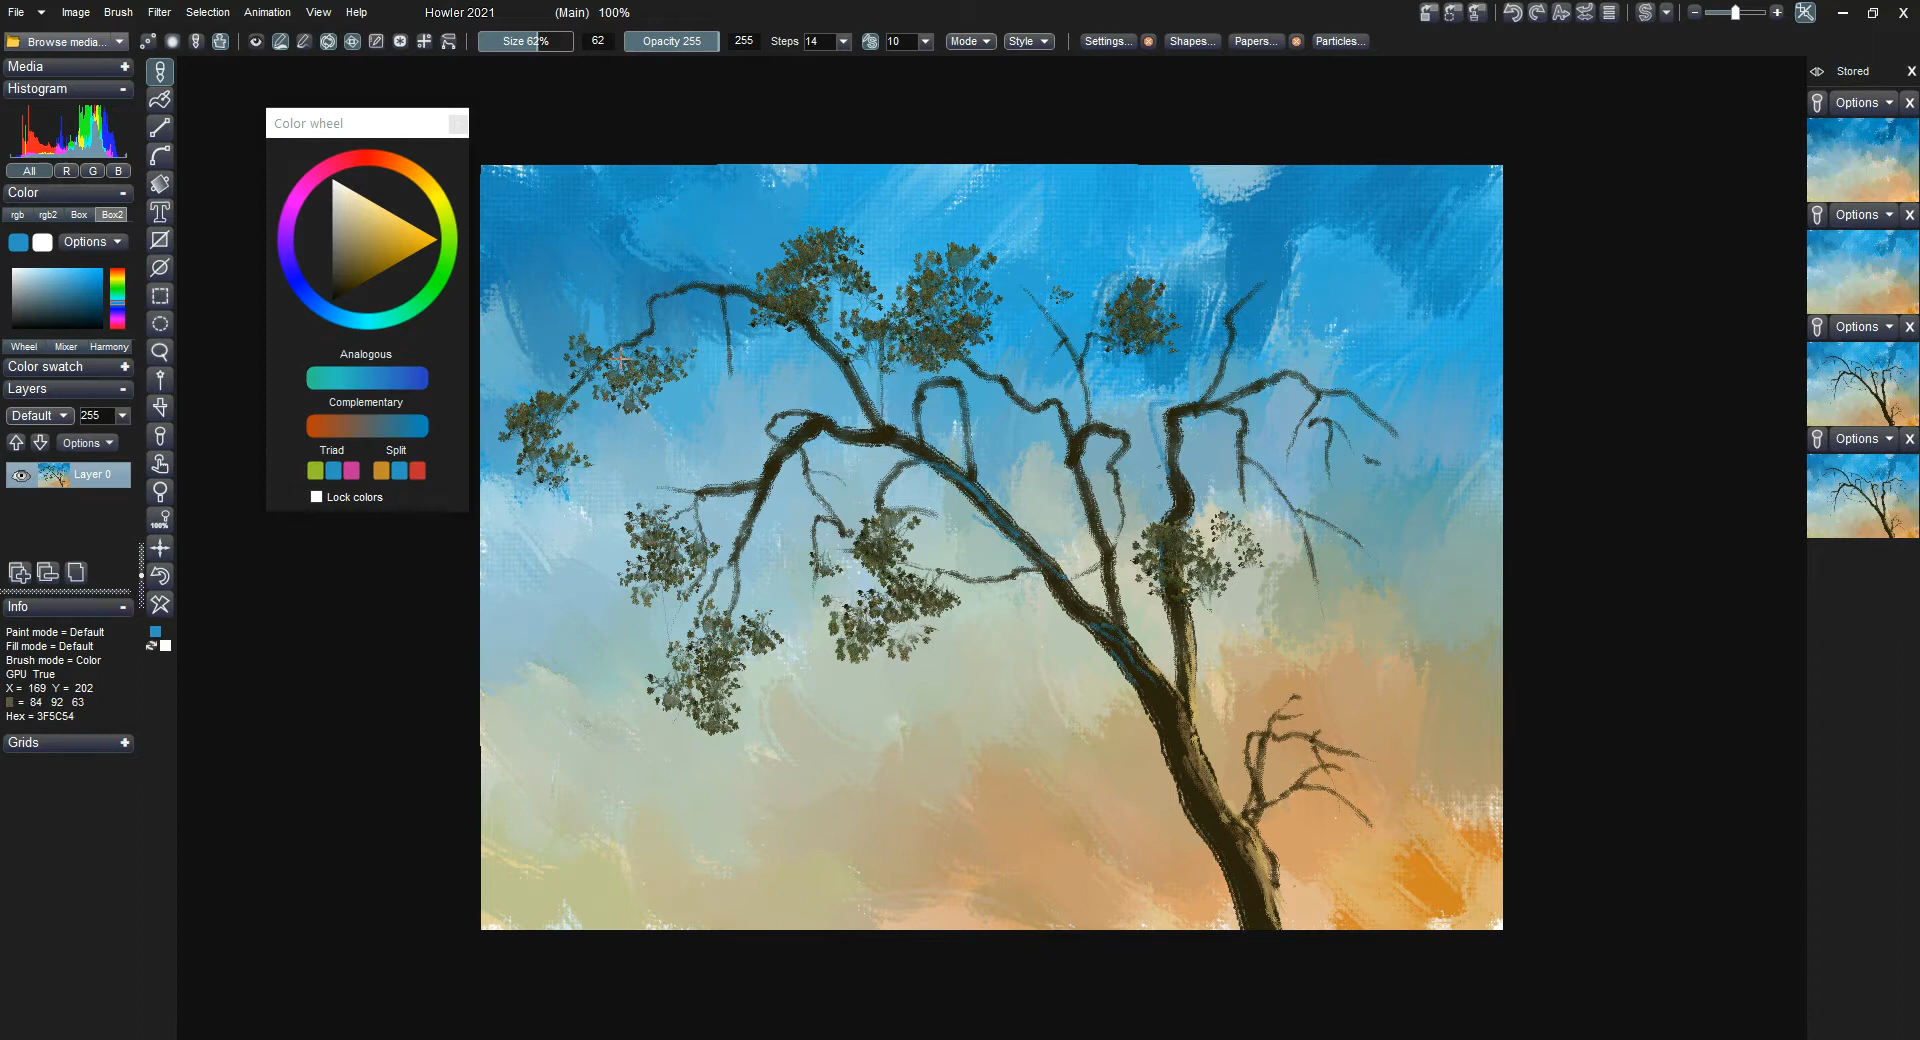 File Image Brush Filter Selection Animation View Help Howler 2021 (Main) 100%
Browse media... Size 62% 62 Opacity 255 255 Steps 14 10 Mode Style Settings... Shapes... Papers... Particles...
Media
Histogram
All R G B
Color
rgb rgb2 Box Box2
Options
Wheel Mixer Harmony
Color swatch
Layers
Default 255
Options
Layer 0
Info
Paint mode = Default
Fill mode = Default
Brush mode = Color
GPU True
X = 169 Y = 202
= 84 92 63
Hex = 3F5C54
Grids
100%
Color wheel
Analogous
Complementary
Triad Split
Lock colors
Stored X
Options X
Options X
Options X
Options X